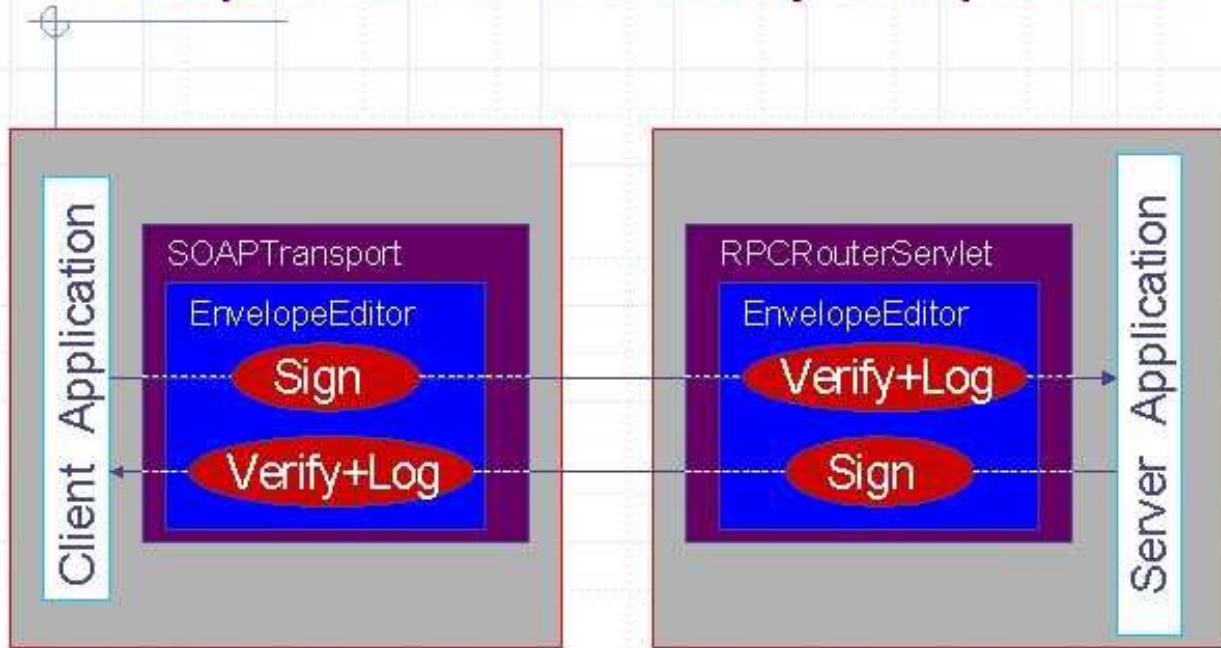 Client Application
SOAPTransport
EnvelopeEditor
Sign
Verify+Log
RPCRouterServlet
EnvelopeEditor
Verify+Log
Sign
Server Application